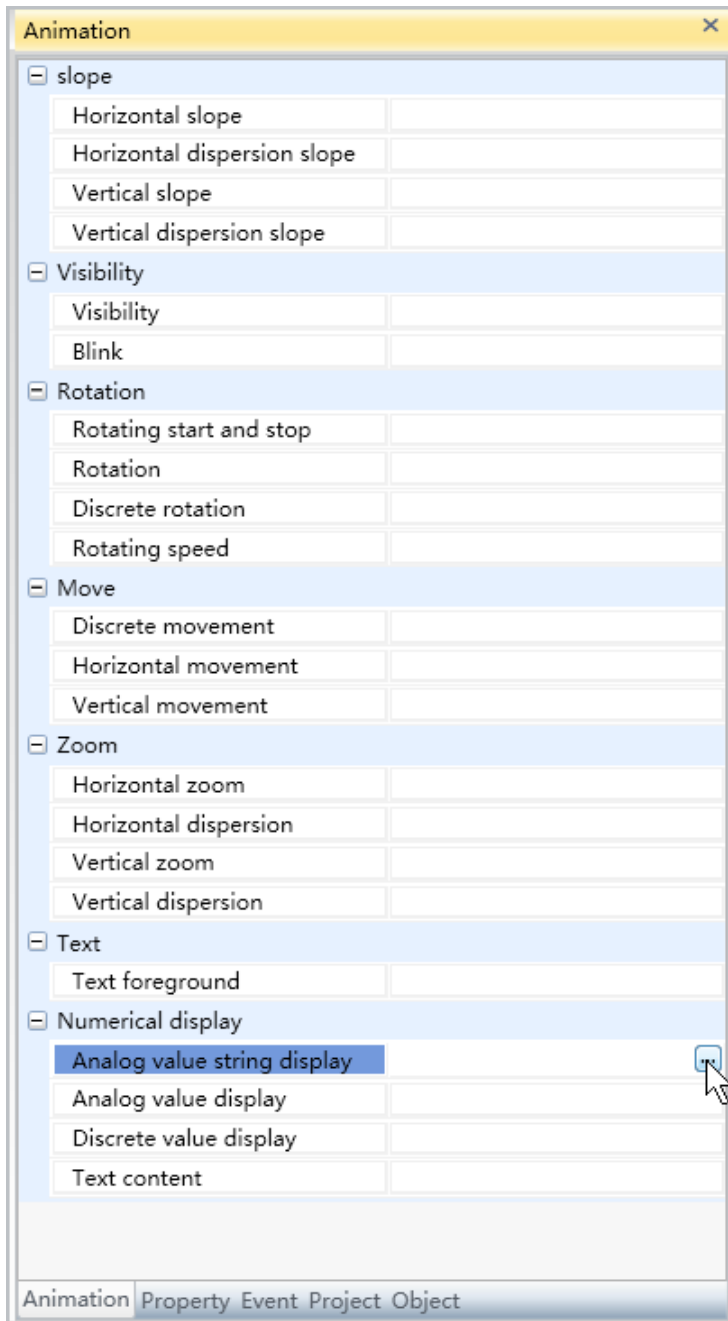 Animation
slope
Horizontal slope
Horizontal dispersion slope
Vertical slope
Vertical dispersion slope
Visibility
Visibility
Blink
Rotation
Rotating start and stop
Rotation
Discrete rotation
Rotating speed
Move
Discrete movement
Horizontal movement
Vertical movement
Zoom
Horizontal zoom
Horizontal dispersion
Vertical zoom
Vertical dispersion
Text
Text foreground
Numerical display
Analog value string display
Analog value display
Discrete value display
Text content
Animation Property Event Project Object